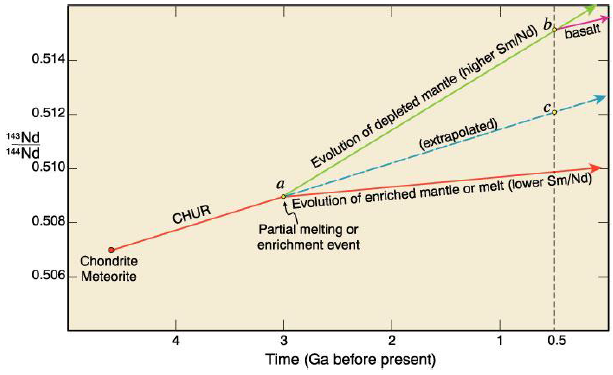 0.514
0.512
0.510
0.508
0.506
¹⁴³Nd
¹⁴⁴Nd
b
basalt
Evolution of depleted mantle (higher Sm/Nd)
c
(extrapolated)
a
Evolution of enriched mantle or melt (lower Sm/Nd)
CHUR
Partial melting or
enrichment event
Chondrite
Meteorite
4
3
2
1
0.5
Time (Ga before present)